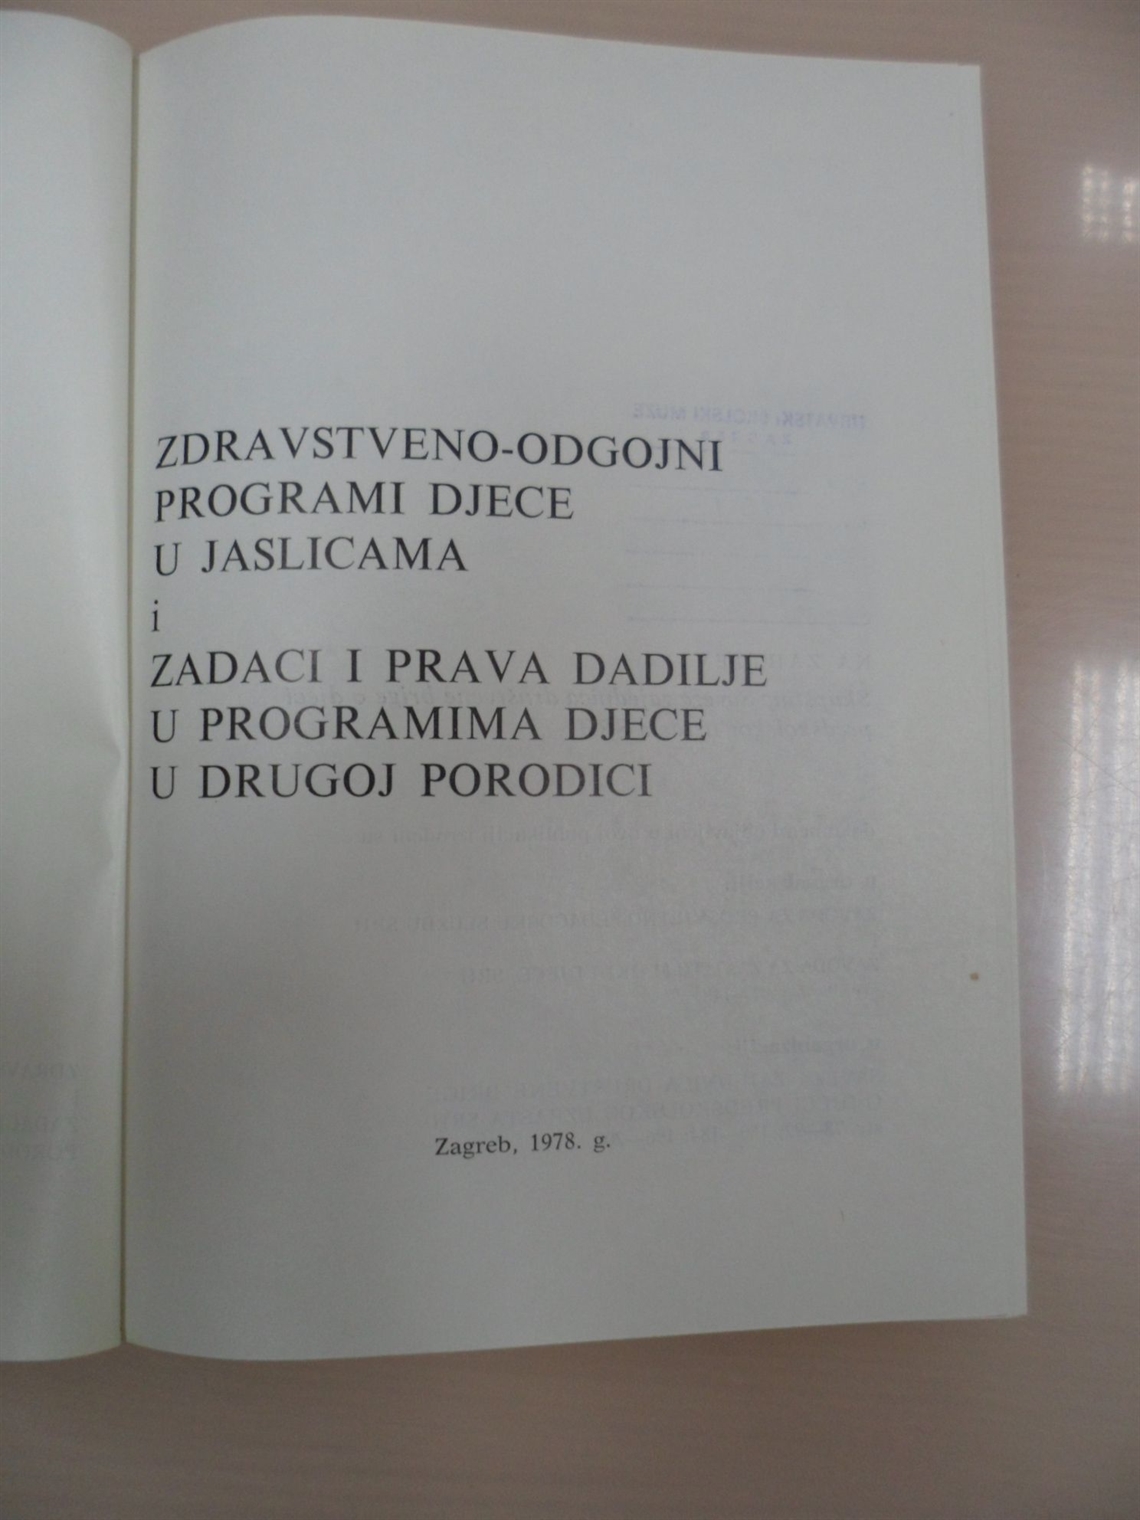 ZDRAVSTVENO-ODGOJNI
PROGRAMI DJECE
U JASLICAMA
i
ZADACI I PRAVA DADILJE
U PROGRAMIMA DJECE
U DRUGOJ PORODICI
Zagreb, 1978. g.